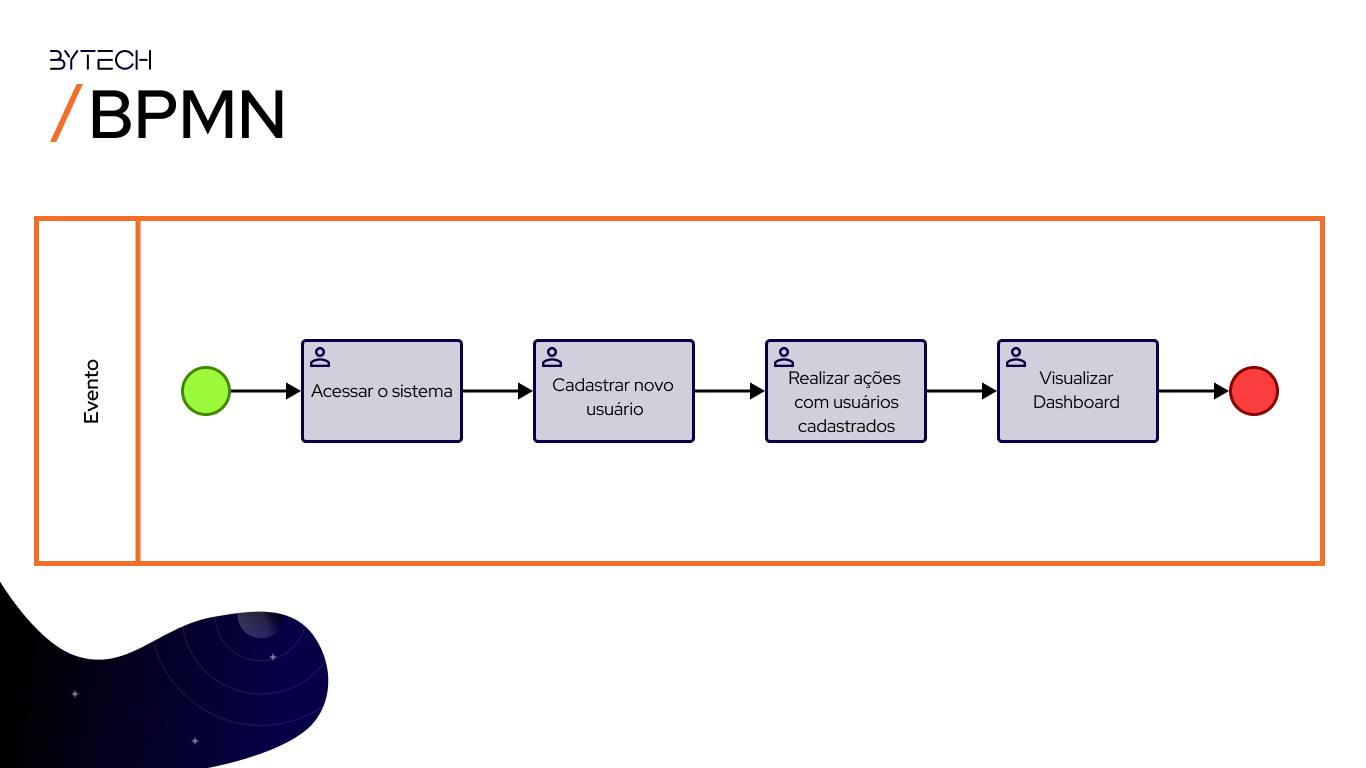 BYTECH
/BPMN
Evento
Acessar o sistema
Cadastrar novo
usuário
Realizar ações
com usuários
cadastrados
Visualizar
Dashboard